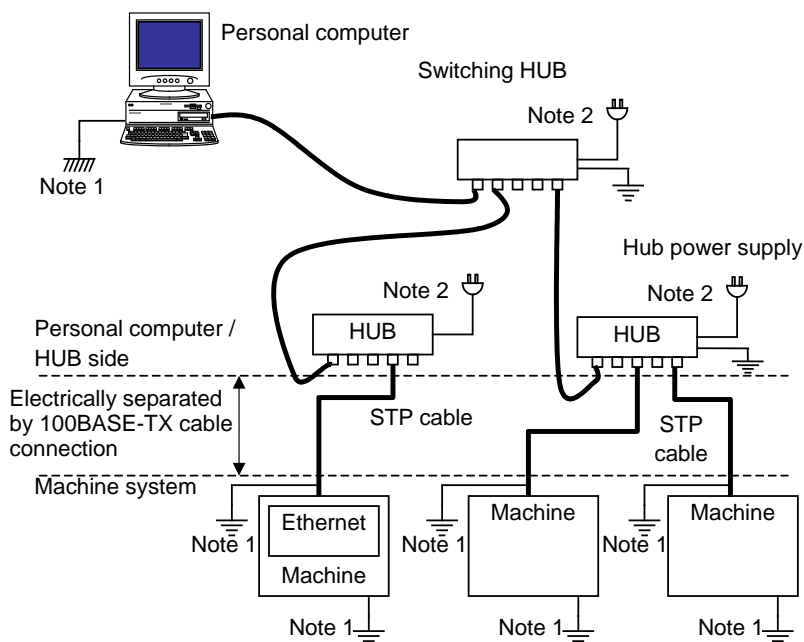 Personal computer
Switching HUB
Note 2
Note 1
Hub power supply
Note 2
Note 2
HUB
HUB
Personal computer /
HUB side
Electrically separated
by 100BASE-TX cable
connection
STP cable
STP
cable
Machine system
Ethernet
Machine
Machine
Machine
Note 1
Note 1
Note 1
Note 1
Note 1
Note 1